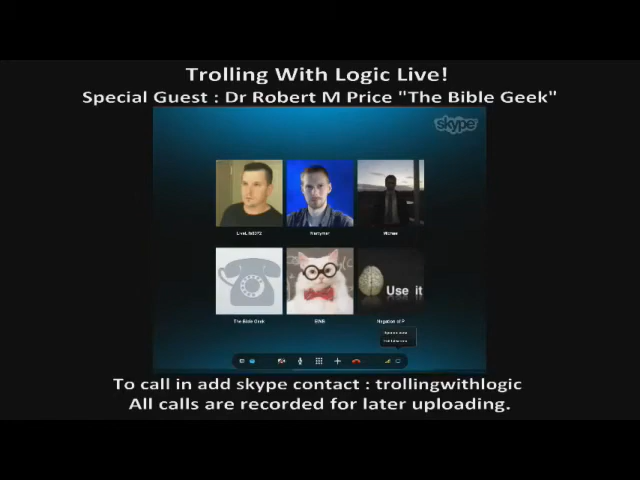 Trolling With Logic Live!
Special Guest : Dr Robert M Price "The Bible Geek"
skype
The Bible Geek
Use it
To call in add skype contact : trollingwithlogic
All calls are recorded for later uploading.